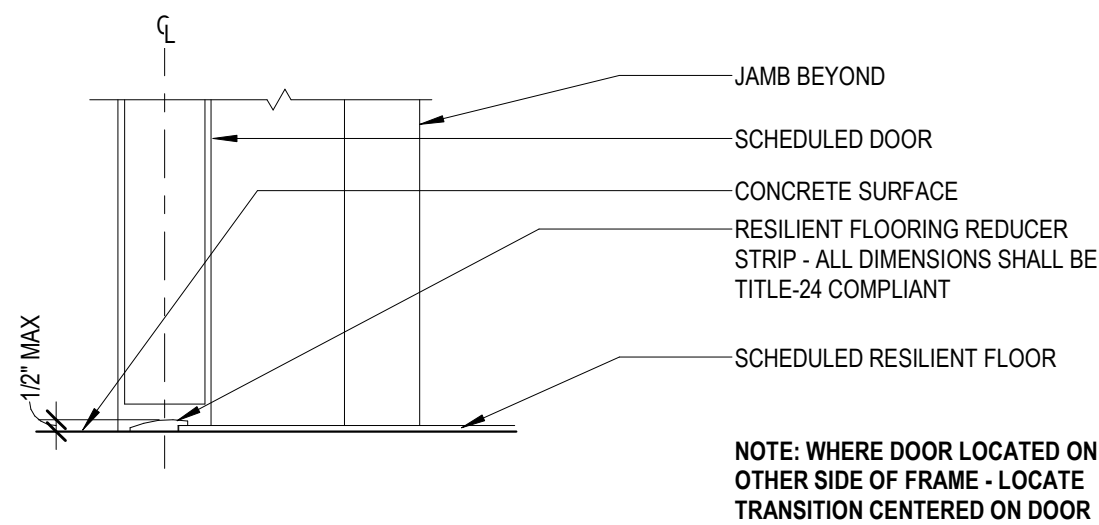 ℄
JAMB BEYOND
SCHEDULED DOOR
CONCRETE SURFACE
RESILIENT FLOORING REDUCER
STRIP - ALL DIMENSIONS SHALL BE
TITLE-24 COMPLIANT
1/2" MAX
SCHEDULED RESILIENT FLOOR
NOTE: WHERE DOOR LOCATED ON
OTHER SIDE OF FRAME - LOCATE
TRANSITION CENTERED ON DOOR